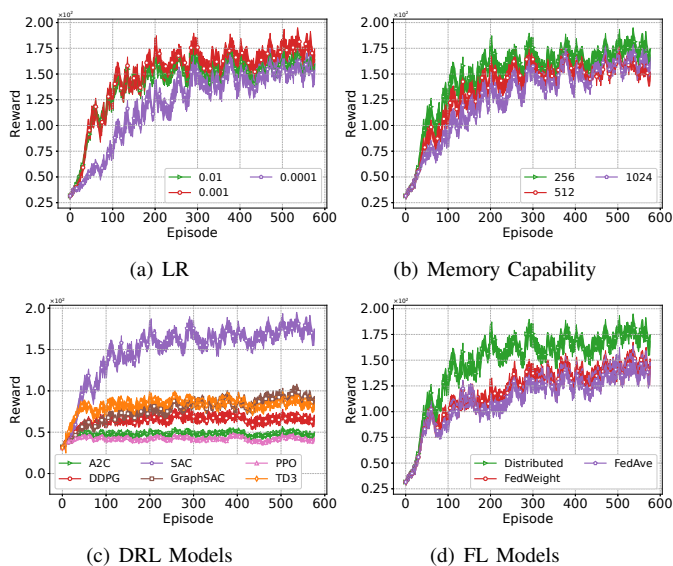 ×10²
2.00
1.75
1.50
1.25
1.00
0.75
0.50
0.25
Reward
0.01
0.001
0.0001
0 100 200 300 400 500 600
Episode
(a) LR
×10²
2.00
1.75
1.50
1.25
1.00
0.75
0.50
0.25
Reward
256
512
1024
0 100 200 300 400 500 600
Episode
(b) Memory Capability
×10²
2.0
1.5
1.0
0.5
0.0
Reward
A2C SAC PPO
DDPG GraphSAC TD3
0 100 200 300 400 500 600
Episode
(c) DRL Models
×10²
2.00
1.75
1.50
1.25
1.00
0.75
0.50
0.25
Reward
Distributed FedAve
FedWeight
0 100 200 300 400 500 600
Episode
(d) FL Models